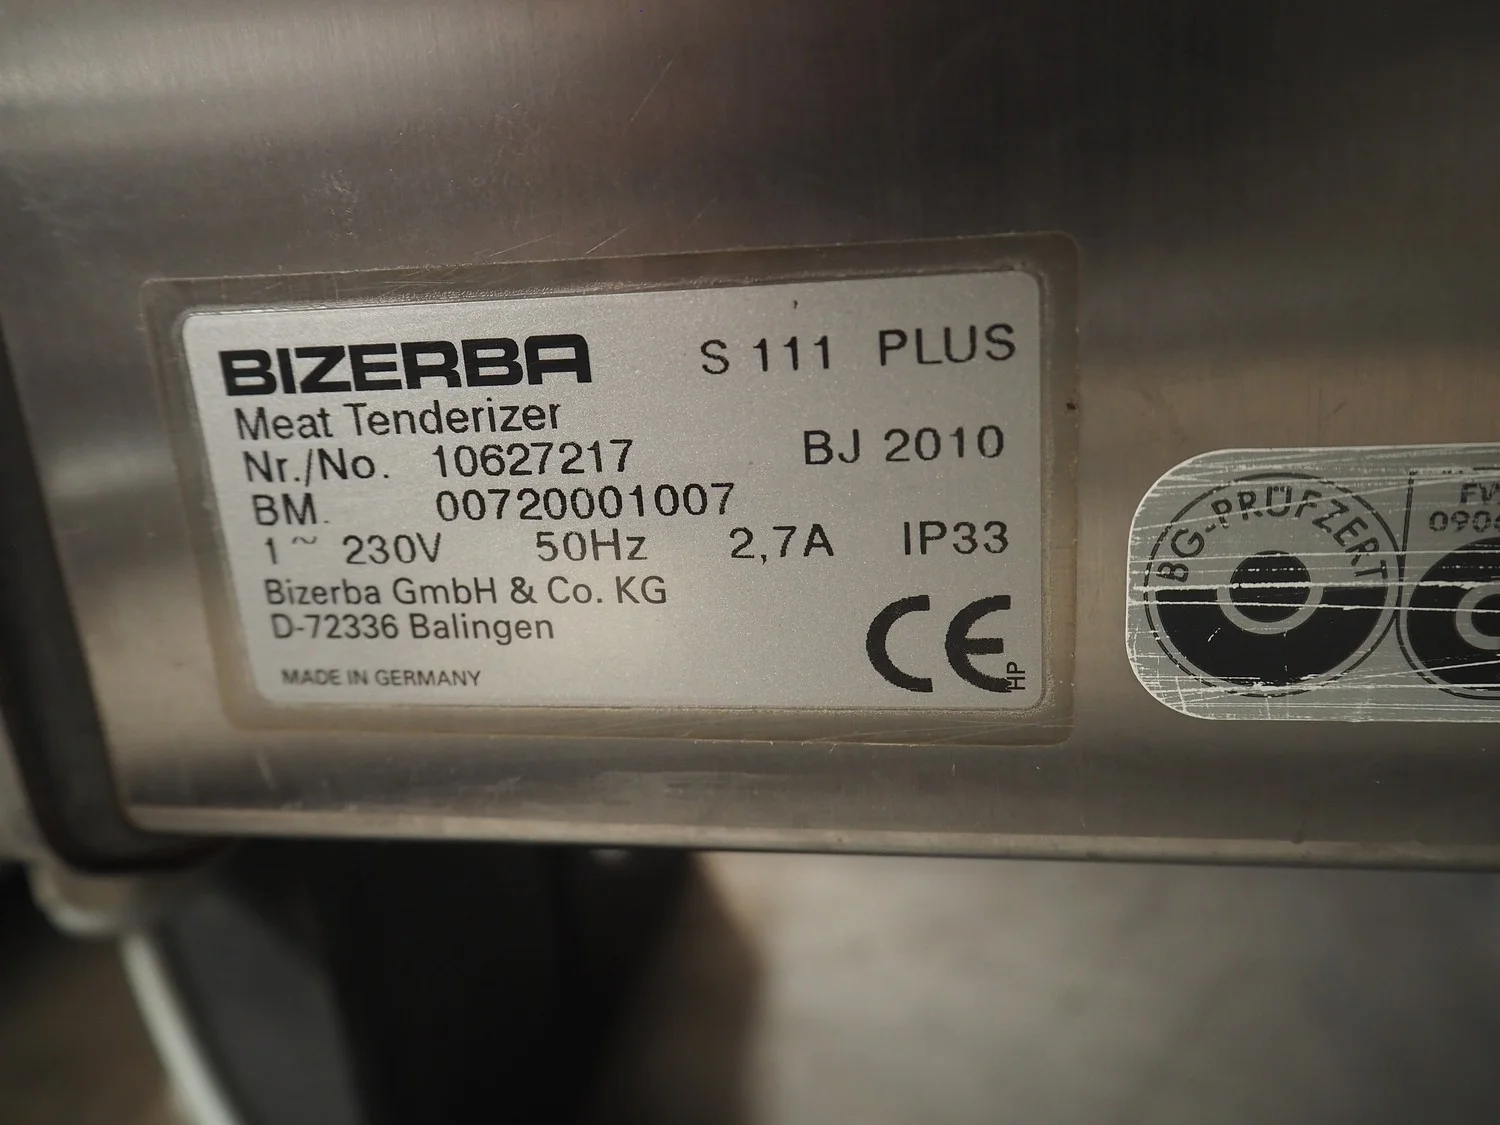 BIZERBA S 111 PLUS
Meat Tenderizer
Nr./No. 10627217 BJ 2010
BM. 00720001007
1~ 230V 50Hz 2,7A IP33
Bizerba GmbH & Co. KG
D-72336 Balingen
MADE IN GERMANY
CE
HP
BG-PRÜFZERT